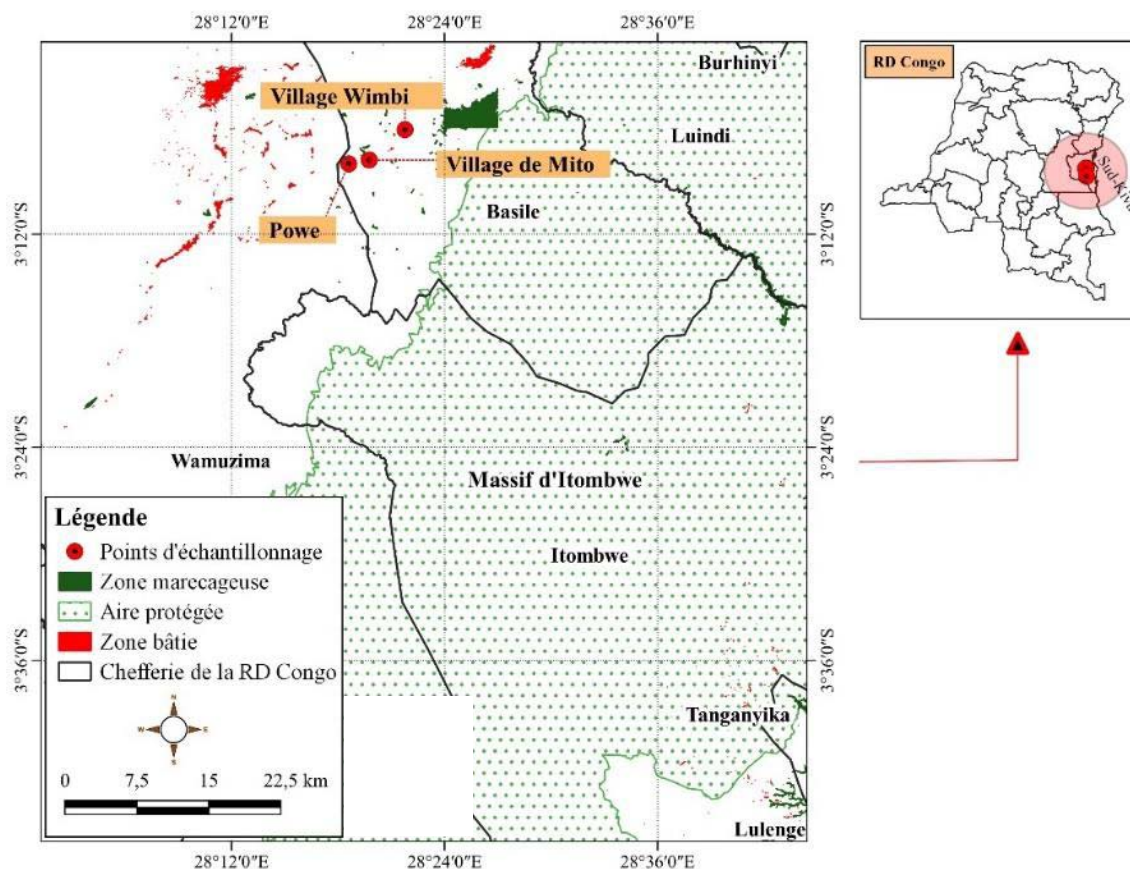 28°12'0"E
28°24'0"E
28°36'0"E
Burhinyi
Village Wimbi
Luindi
Village de Mito
Basile
Powe
3°12'0"S
3°12'0"S
3°24'0"S
3°24'0"S
Wamuzima
Massif d'Itombwe
Itombwe
3°36'0"S
3°36'0"S
Tanganyika
Lulenge
Légende
Points d'échantillonnage
Zone marecageuse
Aire protégée
Zone bâtie
Chefferie de la RD Congo
N
W
E
S
0 7,5 15 22,5 km
28°12'0"E
28°24'0"E
28°36'0"E
RD Congo
Sud-Kivu